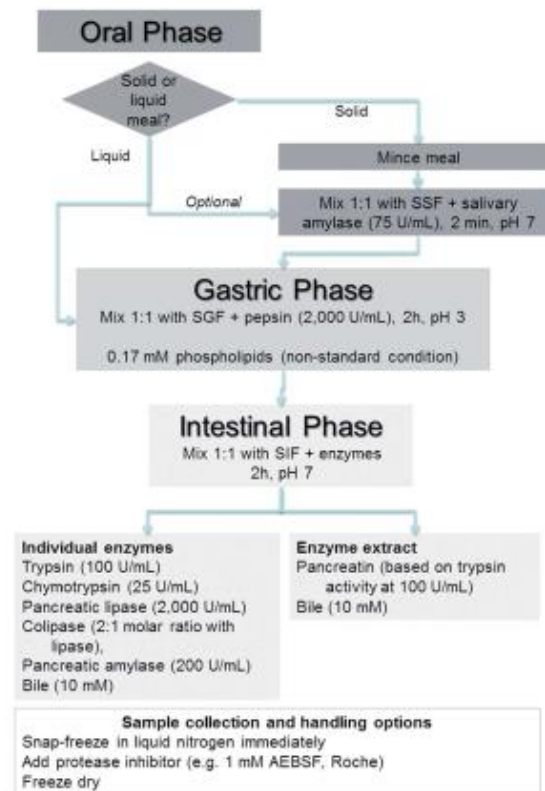 Oral Phase
Solid or
liquid
meal?
Solid
Liquid
Mince meal
Optional
Mix 1:1 with SSF + salivary
amylase (75 U/mL), 2 min, pH 7
Gastric Phase
Mix 1:1 with SGF + pepsin (2,000 U/mL), 2h, pH 3
0.17 mM phospholipids (non-standard condition)
Intestinal Phase
Mix 1:1 with SIF + enzymes
2h, pH 7
Individual enzymes
Trypsin (100 U/mL)
Chymotrypsin (25 U/mL)
Pancreatic lipase (2,000 U/mL)
Colipase (2:1 molar ratio with
lipase),
Pancreatic amylase (200 U/mL)
Bile (10 mM)
Enzyme extract
Pancreatin (based on trypsin
activity at 100 U/mL)
Bile (10 mM)
Sample collection and handling options
Snap-freeze in liquid nitrogen immediately
Add protease inhibitor (e.g. 1 mM AEBSF, Roche)
Freeze dry